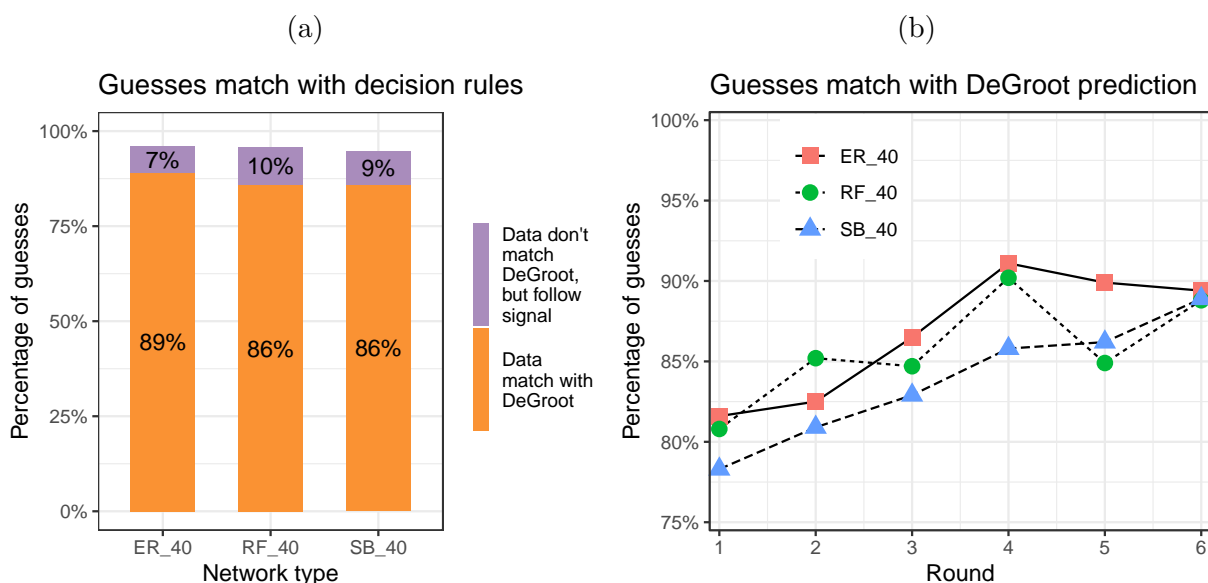 (a)
Guesses match with decision rules
Percentage of guesses
100%
75%
50%
25%
0%
7%
10%
9%
89%
86%
86%
ER_40
RF_40
SB_40
Network type
Data don't
match
DeGroot,
but follow
signal
Data
match with
DeGroot
(b)
Guesses match with DeGroot prediction
Percentage of guesses
100%
95%
90%
85%
80%
75%
ER_40
RF_40
SB_40
1
2
3
4
5
6
Round